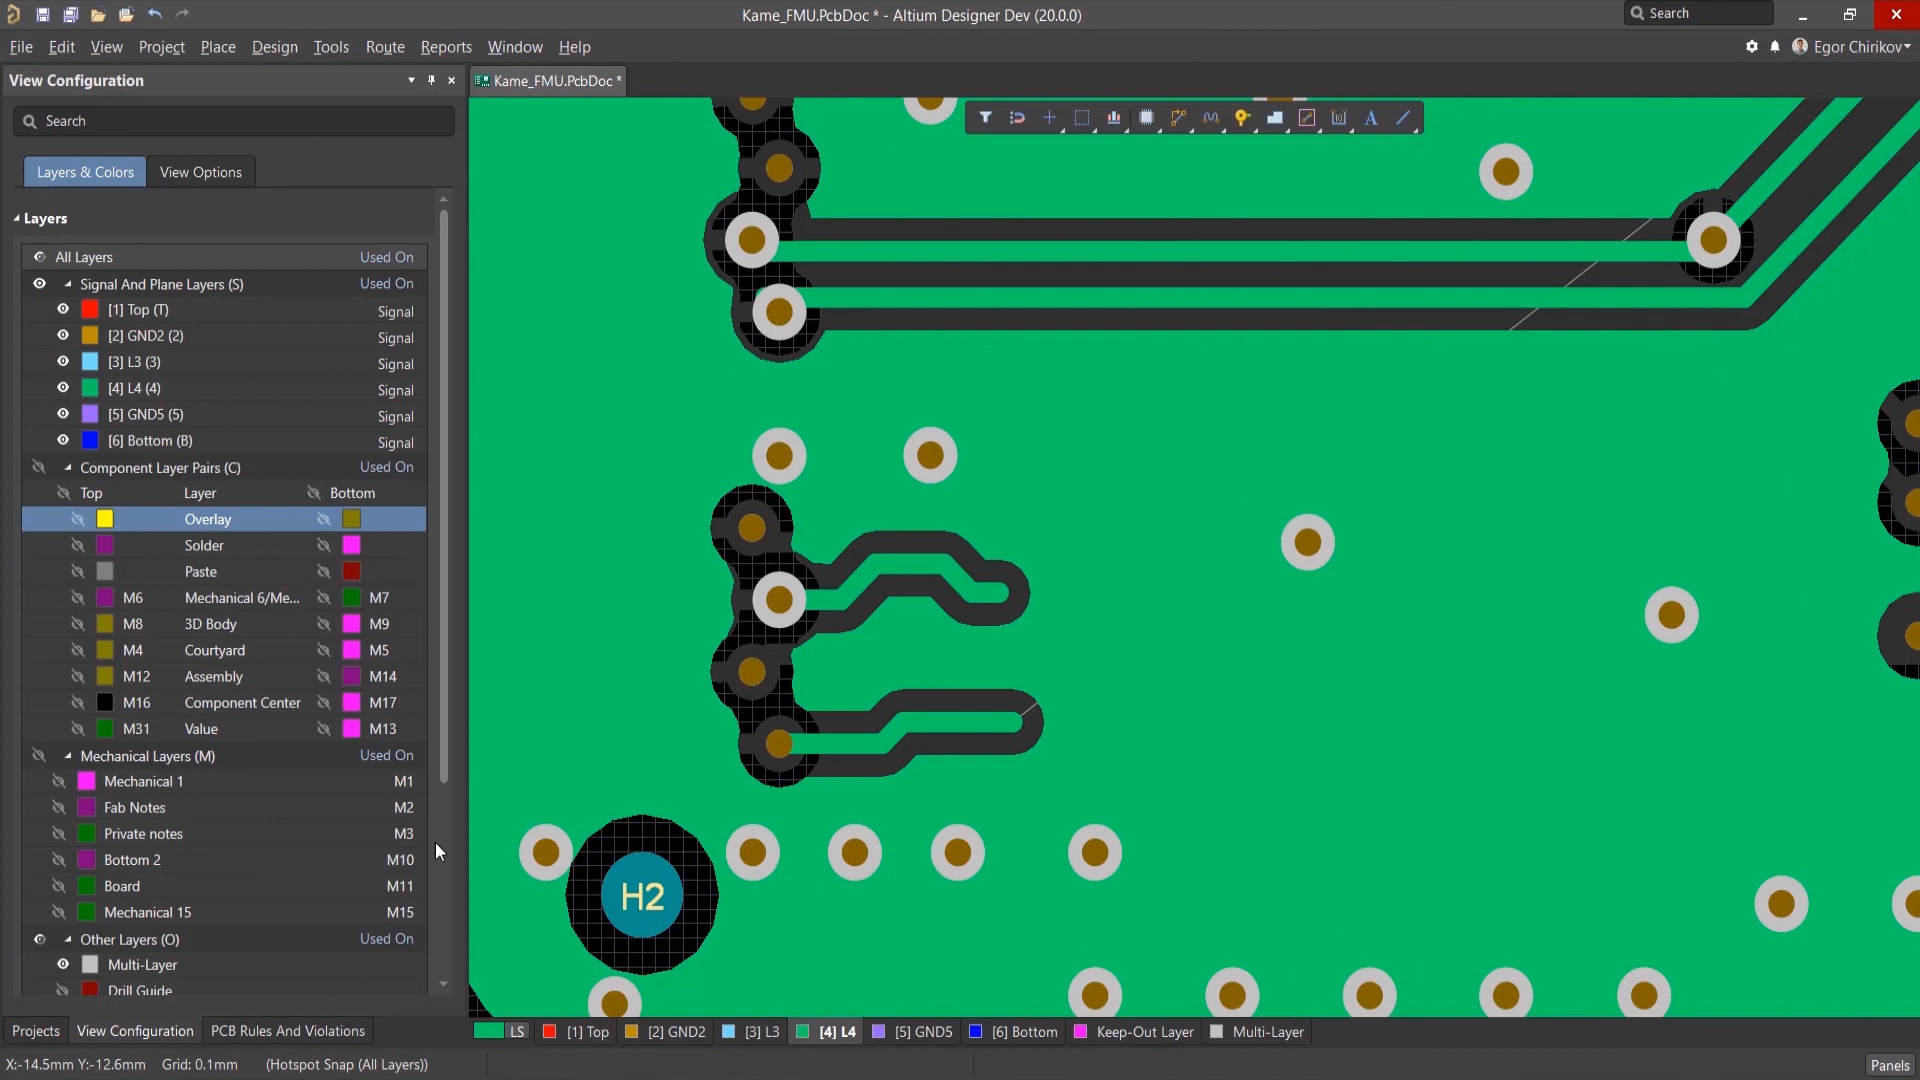 Kame_FMU.PcbDoc * - Altium Designer Dev (20.0.0)
Search
File Edit View Project Place Design Tools Route Reports Window Help
Egor Chirikov
View Configuration
Kame_FMU.PcbDoc *
Search
Layers & Colors View Options
Layers
All Layers Used On
Signal And Plane Layers (S) Used On
[1] Top (T) Signal
[2] GND2 (2) Signal
[3] L3 (3) Signal
[4] L4 (4) Signal
[5] GND5 (5) Signal
[6] Bottom (B) Signal
Component Layer Pairs (C) Used On
Top Layer Bottom
Overlay
Solder
Paste
M6 Mechanical 6/Me... M7
M8 3D Body M9
M4 Courtyard M5
M12 Assembly M14
M16 Component Center M17
M31 Value M13
Mechanical Layers (M) Used On
Mechanical 1 M1
Fab Notes M2
Private notes M3
Bottom 2 M10
Board M11
Mechanical 15 M15
Other Layers (O) Used On
Multi-Layer
Drill Guide
H2
A
Projects View Configuration PCB Rules And Violations
LS [1] Top [2] GND2 [3] L3 [4] L4 [5] GND5 [6] Bottom Keep-Out Layer Multi-Layer
X:-14.5mm Y:-12.6mm Grid: 0.1mm (Hotspot Snap (All Layers))
Panels